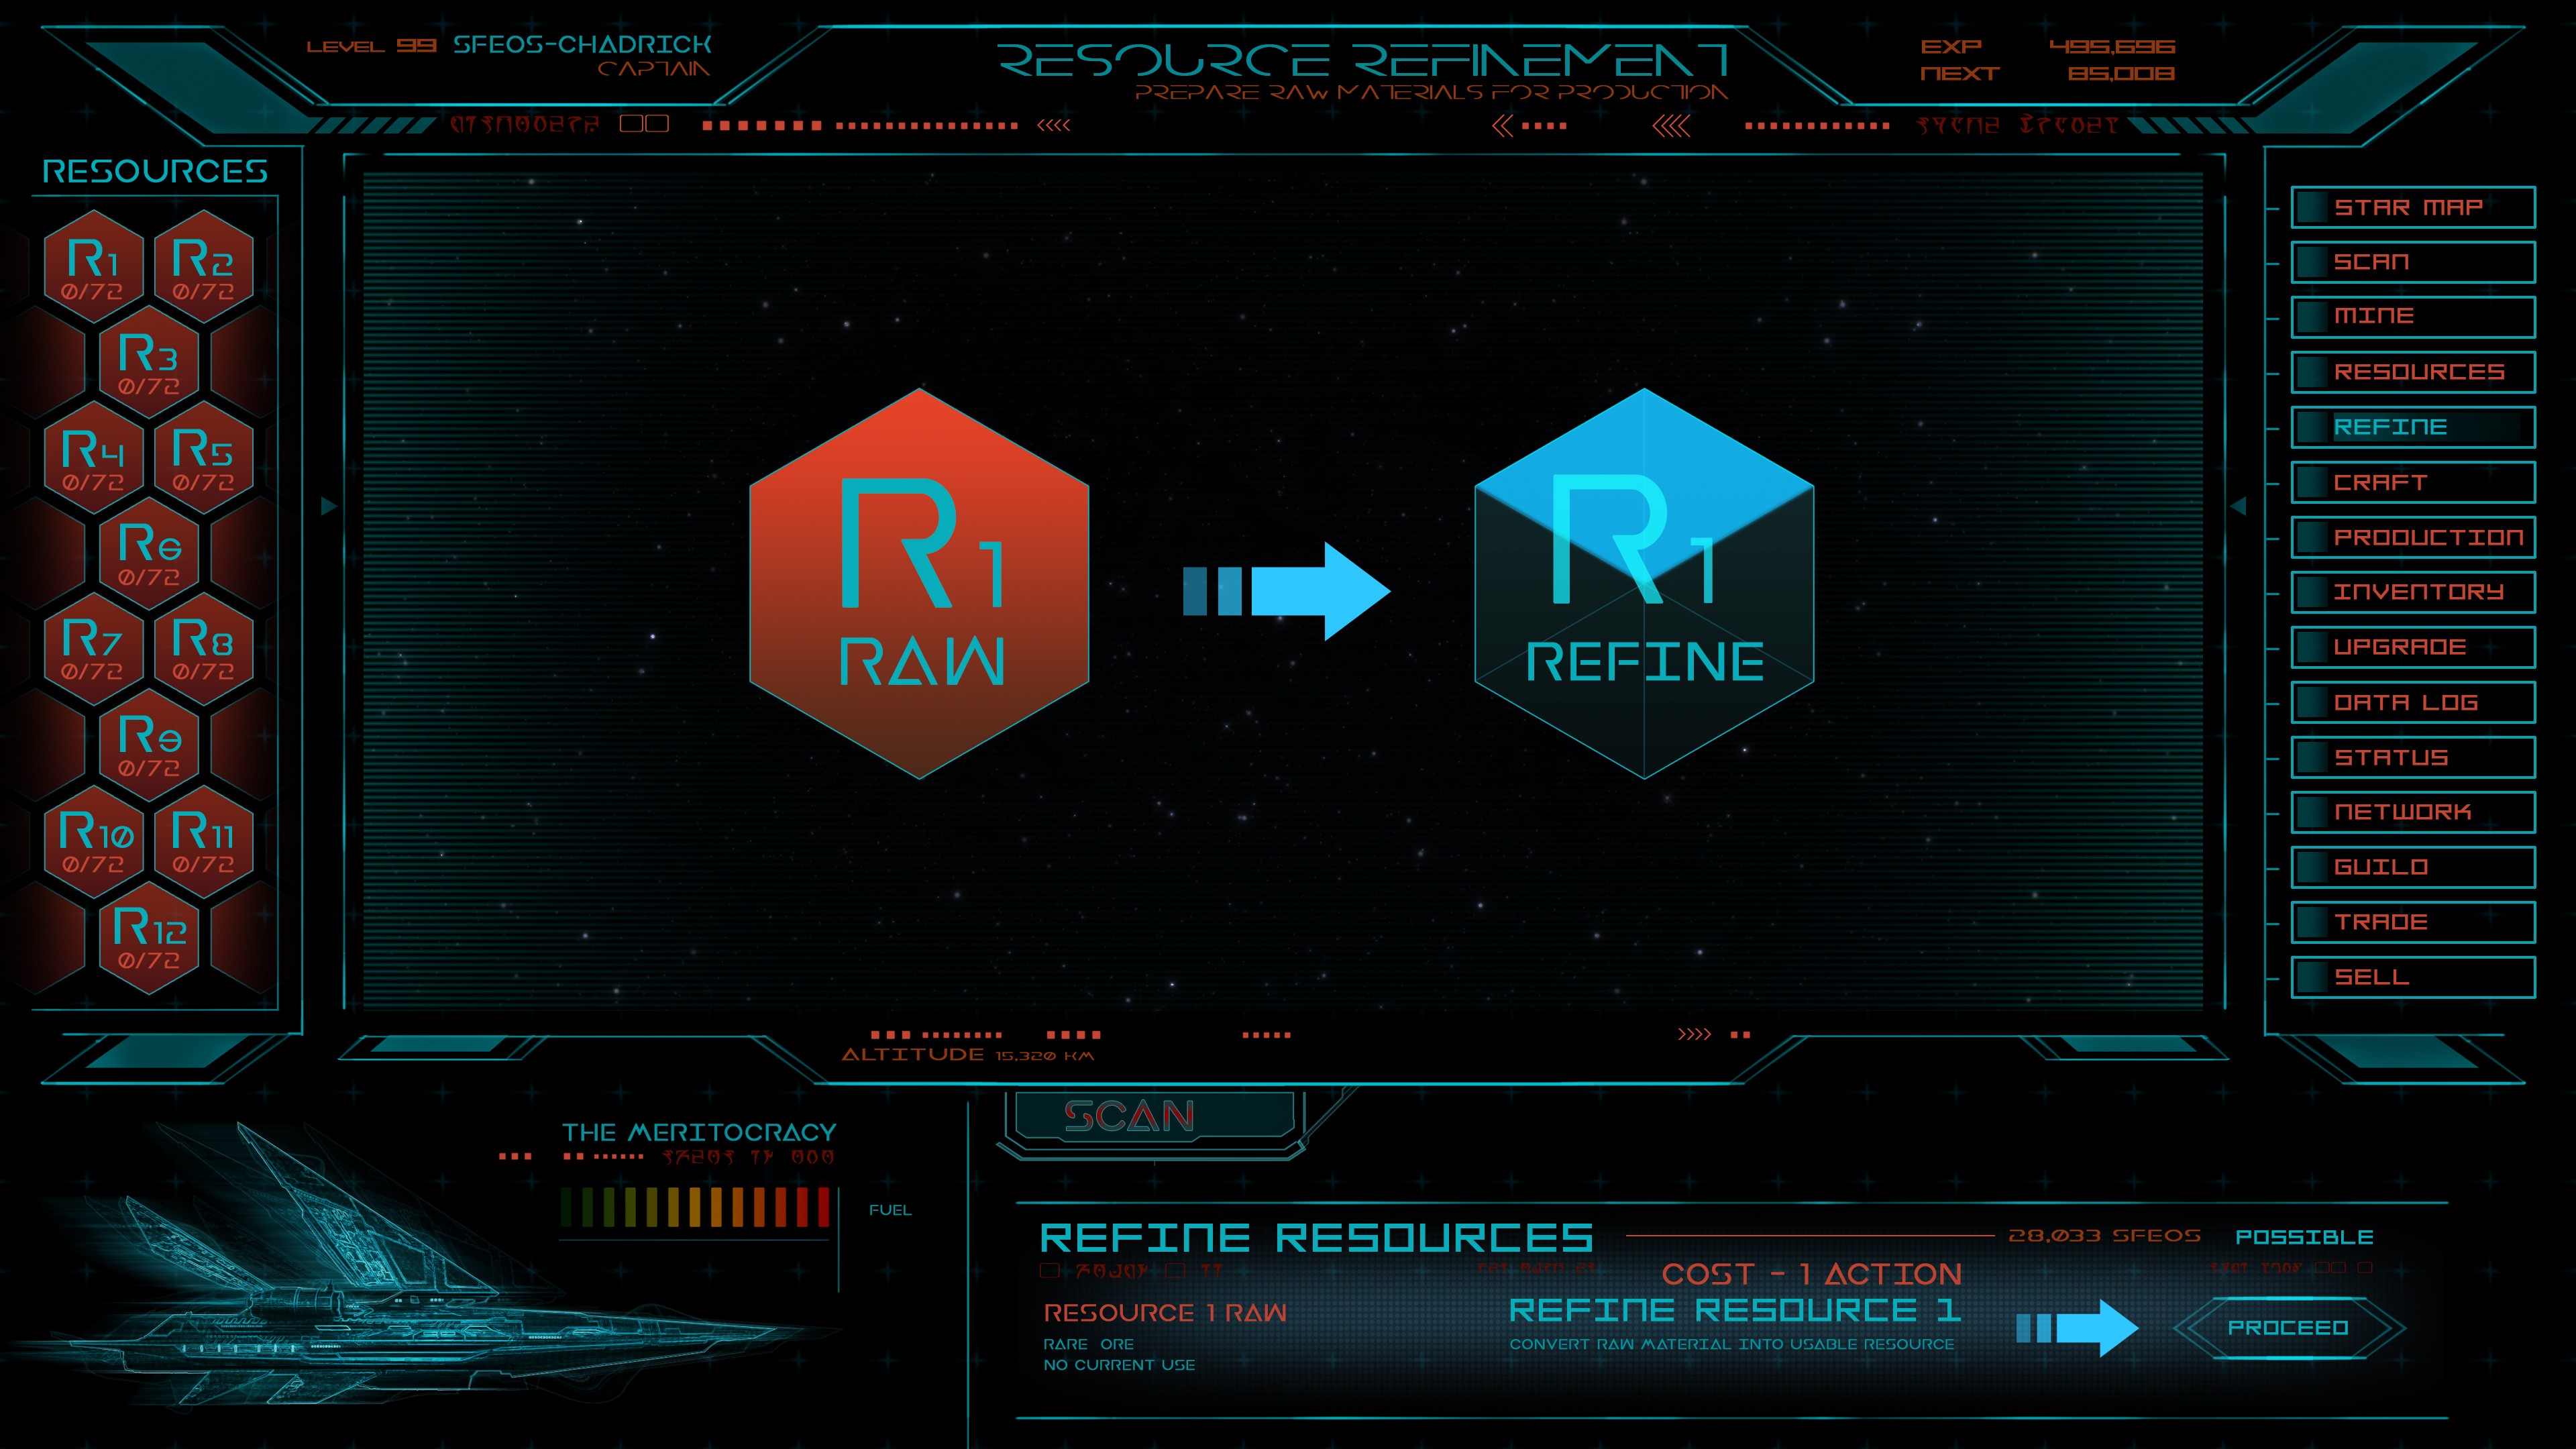 LEVEL 99 SFEOS-CHADRICK
CAPTAIN
RESOURCE REFINEMENT
PREPARE RAW MATERIALS FOR PRODUCTION
EXP 495,696
NEXT 85,008
RESOURCES
R1
0/72
R2
0/72
R3
0/72
R4
0/72
R5
0/72
R6
0/72
R7
0/72
R8
0/72
R9
0/72
R10
0/72
R11
0/72
R12
0/72
R1
RAW
R1
REFINE
STAR MAP
SCAN
MINE
RESOURCES
REFINE
CRAFT
PRODUCTION
INVENTORY
UPGRADE
DATA LOG
STATUS
NETWORK
GUILD
TRADE
SELL
ALTITUDE 15,320 KM
SCAN
THE MERITOCRACY
FUEL
REFINE RESOURCES
28,033 SFEOS POSSIBLE
COST - 1 ACTION
RESOURCE 1 RAW
REFINE RESOURCE 1
RARE ORE
CONVERT RAW MATERIAL INTO USABLE RESOURCE
NO CURRENT USE
PROCEED